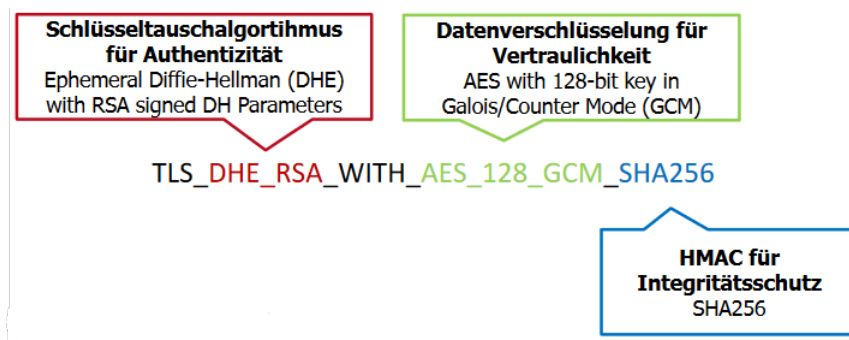 Schlüsseltauschalgortihmus
für Authentizität
Ephemeral Diffie-Hellman (DHE)
with RSA signed DH Parameters
Datenverschlüsselung für
Vertraulichkeit
AES with 128-bit key in
Galois/Counter Mode (GCM)
TLS_DHE_RSA_WITH_AES_128_GCM_SHA256
HMAC für
Integritätsschutz
SHA256